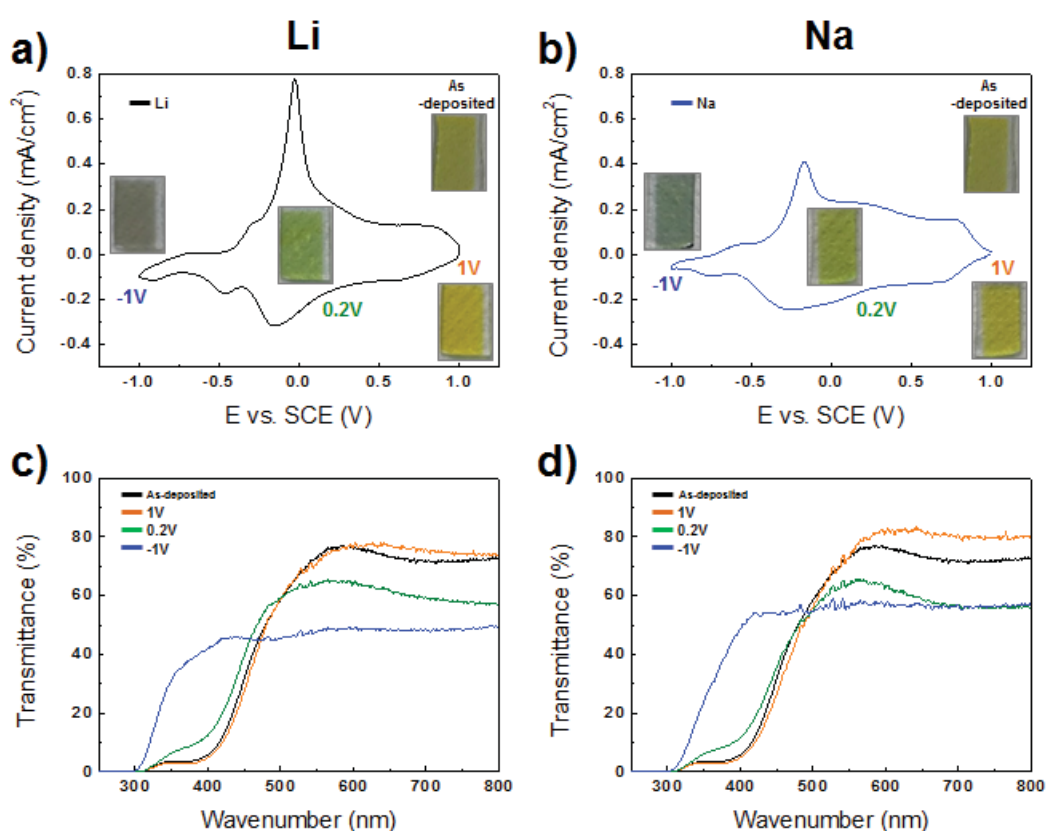 Li
Na
a)
b)
0.8
0.6
0.4
0.2
0.0
-0.2
-0.4
-1.0
-0.5
0.0
0.5
1.0
Current density (mA/cm²)
E vs. SCE (V)
Li
As
-deposited
-1V
0.2V
1V
0.8
0.6
0.4
0.2
0.0
-0.2
-0.4
-1.0
-0.5
0.0
0.5
1.0
Current density (mA/cm²)
E vs. SCE (V)
Na
As
-deposited
-1V
0.2V
1V
c)
d)
100
80
60
40
20
0
300
400
500
600
700
800
Transmittance (%)
Wavenumber (nm)
As-deposited
1V
0.2V
-1V
100
80
60
40
20
0
300
400
500
600
700
800
Transmittance (%)
Wavenumber (nm)
As-deposited
1V
0.2V
-1V